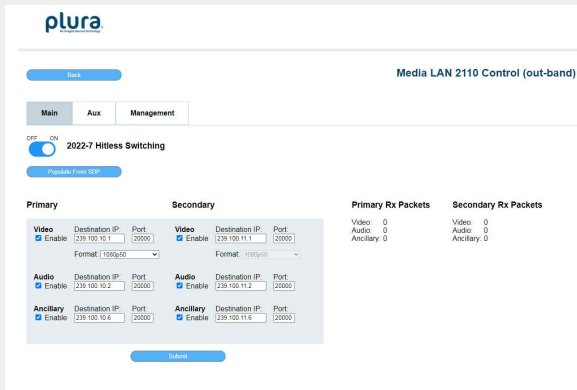 plura
Back
Media LAN 2110 Control (out-band)
Main Aux Management
OFF ON
2022-7 Hitless Switching
Populate From SDP
Primary Secondary Primary Rx Packets Secondary Rx Packets
Video Destination IP: Port: Video Destination IP: Port: Video: 0 Video: 0
Enable 239.100.10.1 20000 Enable 239.100.11.1 20000 Audio: 0 Audio: 0
Ancillary: 0 Ancillary: 0
Format: 1080p50 Format: 1080p50
Audio Destination IP: Port: Audio Destination IP: Port:
Enable 239.100.10.2 20000 Enable 239.100.11.2 20000
Ancillary Destination IP: Port: Ancillary Destination IP: Port:
Enable 239.100.10.6 20000 Enable 239.100.11.6 20000
Submit